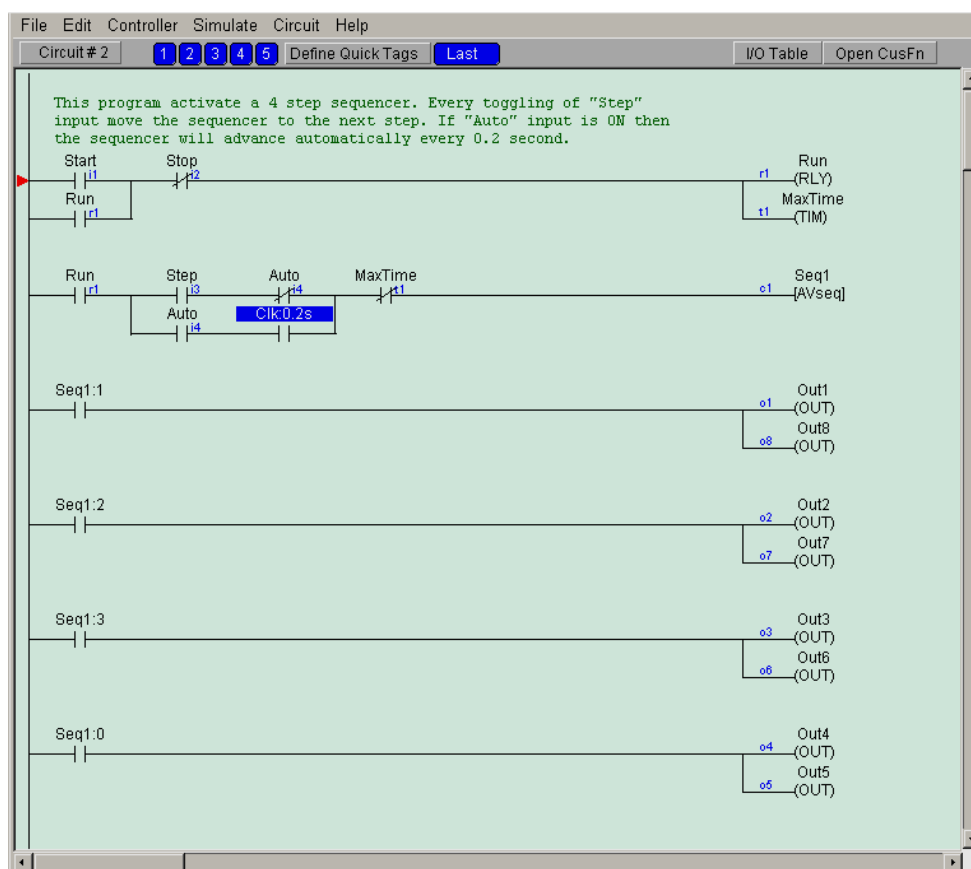 File Edit Controller Simulate Circuit Help
Circuit # 2 1 2 3 4 5 Define Quick Tags Last I/O Table Open CusFn
This program activate a 4 step sequencer. Every toggling of "Step"
input move the sequencer to the next step. If "Auto" input is ON then
the sequencer will advance automatically every 0.2 second.
Start Stop Run
i1 i2 r1 (RLY)
Run MaxTime
r1 t1 (TIM)
Run Step Auto MaxTime Seq1
r1 i3 i4 t1 c1 [AVseq]
Auto Clk:0.2s
i4
Seq1:1 Out1
o1 (OUT)
Out8
o8 (OUT)
Seq1:2 Out2
o2 (OUT)
Out7
o7 (OUT)
Seq1:3 Out3
o3 (OUT)
Out6
o6 (OUT)
Seq1:0 Out4
o4 (OUT)
Out5
o5 (OUT)